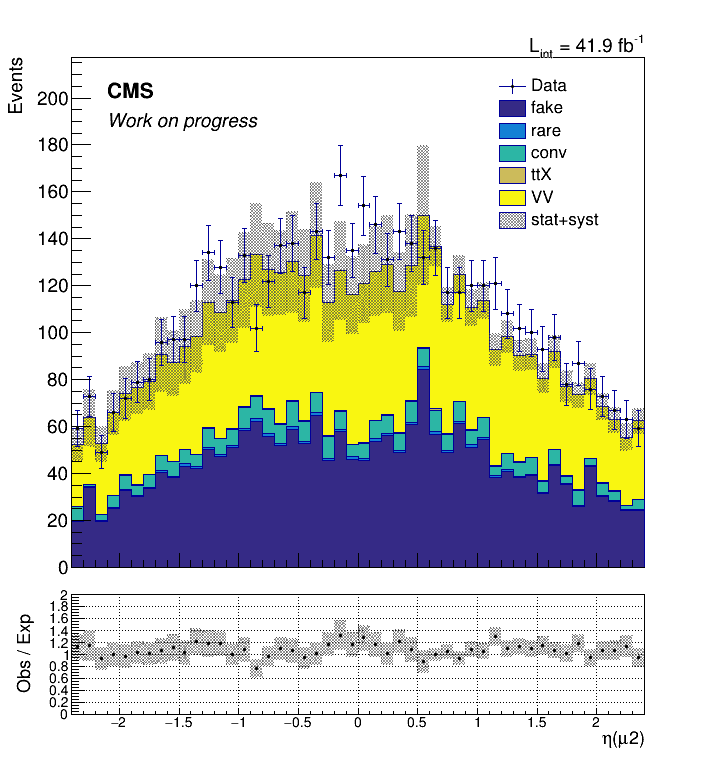 L_int = 41.9 fb^-1
Events
CMS
Work on progress
Data
fake
rare
conv
ttX
VV
stat+syst
200
180
160
140
120
100
80
60
40
20
0
Obs / Exp
2
1.8
1.6
1.4
1.2
1
0.8
0.6
0.4
0.2
0
−2 −1.5 −1 −0.5 0 0.5 1 1.5 2
η(μ2)